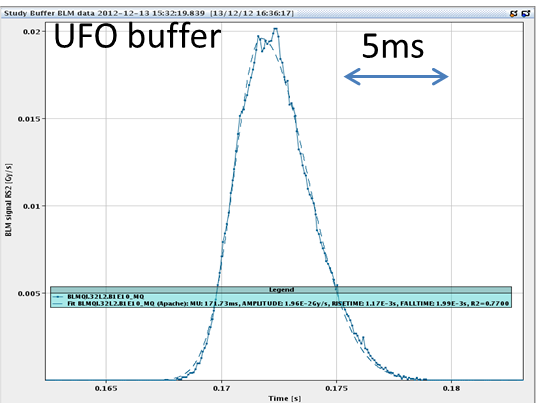 Study Buffer BLM data 2012-12-13 15:32:19.839 [13/12/12 16:36:17]
UFO buffer
5ms
0.02
0.015
0.01
0.005
BLM signal RS2 [Gy/s]
Legend
BLMQI.32L2.B1E10_MQ
Fit BLMQI.32L2.B1E10_MQ (Apache): MU: 171.73ms, AMPLITUDE: 1.96E-2Gy/s, RISETIME: 1.17E-3s, FALLTIME: 1.99E-3s, R2=0.7700
0.165
0.17
0.175
0.18
Time [s]